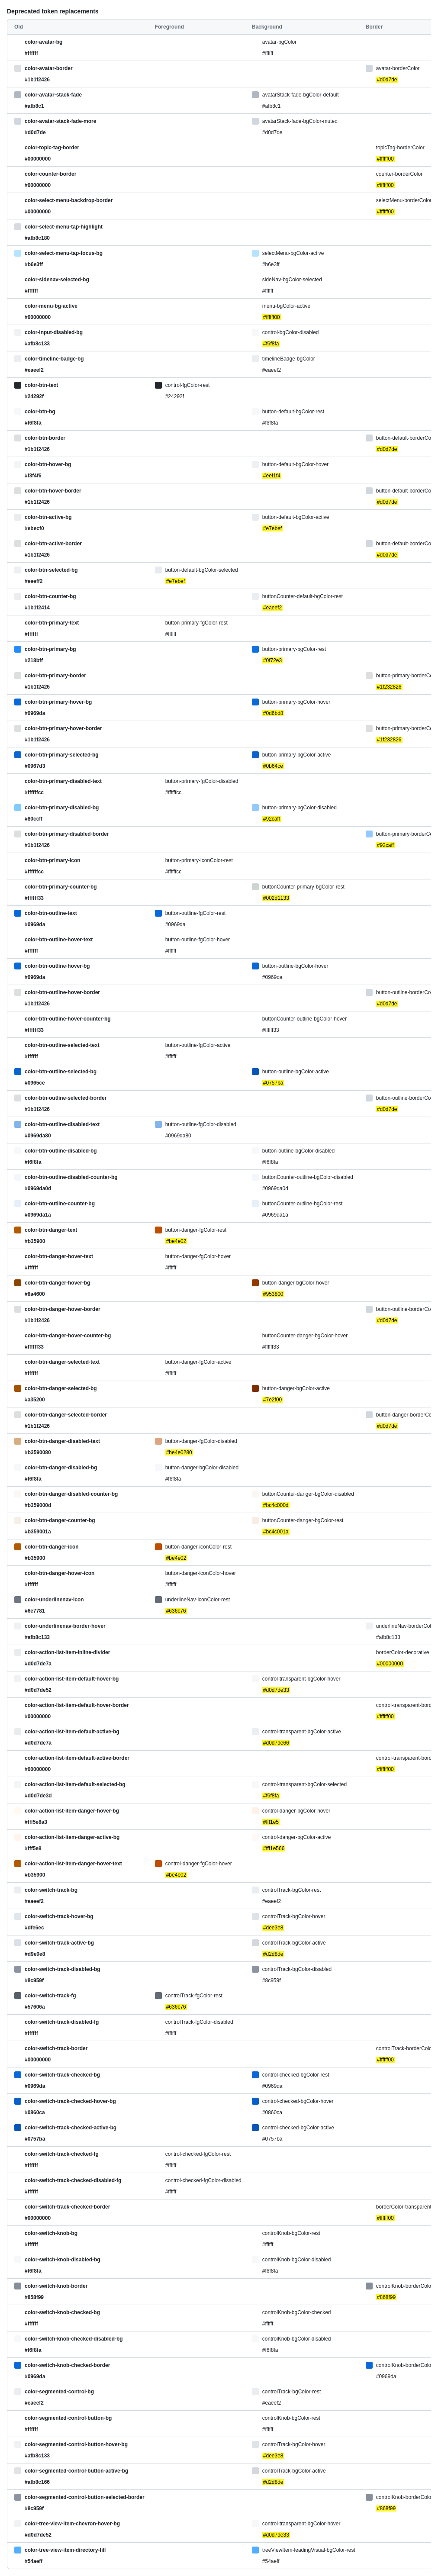 Deprecated token replacements
Old Foreground Background Border
color-avatar-bg avatar-bgColor
#ffffff #ffffff
color-avatar-border avatar-borderColor
#1b1f2426 #d0d7de
color-avatar-stack-fade avatarStack-fade-bgColor-default
#afb8c1 #afb8c1
color-avatar-stack-fade-more avatarStack-fade-bgColor-muted
#d0d7de #d0d7de
color-topic-tag-border topicTag-borderColor
#00000000 #ffffff00
color-counter-border counter-borderColor
#00000000 #ffffff00
color-select-menu-backdrop-border selectMenu-borderColor
#00000000 #ffffff00
color-select-menu-tap-highlight
#afb8c180
color-select-menu-tap-focus-bg selectMenu-bgColor-active
#b6e3ff #b6e3ff
color-sidenav-selected-bg sideNav-bgColor-selected
#ffffff #ffffff
color-menu-bg-active menu-bgColor-active
#00000000 #ffffff00
color-input-disabled-bg control-bgColor-disabled
#afb8c133 #f6f8fa
color-timeline-badge-bg timelineBadge-bgColor
#eaeef2 #eaeef2
color-btn-text control-fgColor-rest
#24292f #24292f
color-btn-bg button-default-bgColor-rest
#f6f8fa #f6f8fa
color-btn-border button-default-borderCo
#1b1f2426 #d0d7de
color-btn-hover-bg button-default-bgColor-hover
#f3f4f6 #eef1f4
color-btn-hover-border button-default-borderCo
#1b1f2426 #d0d7de
color-btn-active-bg button-default-bgColor-active
#ebecf0 #e7ebef
color-btn-active-border button-default-borderCo
#1b1f2426 #d0d7de
color-btn-selected-bg button-default-bgColor-selected
#eeeff2 #e7ebef
color-btn-counter-bg buttonCounter-default-bgColor-rest
#1b1f2414 #eaeef2
color-btn-primary-text button-primary-fgColor-rest
#ffffff #ffffff
color-btn-primary-bg button-primary-bgColor-rest
#218bff #0f72e3
color-btn-primary-border button-primary-borderC
#1b1f2426 #1f232826
color-btn-primary-hover-bg button-primary-bgColor-hover
#0969da #0d6bd8
color-btn-primary-hover-border button-primary-borderC
#1b1f2426 #1f232826
color-btn-primary-selected-bg button-primary-bgColor-active
#0967d3 #0b64ce
color-btn-primary-disabled-text button-primary-fgColor-disabled
#ffffffcc #ffffffcc
color-btn-primary-disabled-bg button-primary-bgColor-disabled
#80ccff #92caff
color-btn-primary-disabled-border button-primary-borderC
#1b1f2426 #92caff
color-btn-primary-icon button-primary-iconColor-rest
#ffffffcc #ffffffcc
color-btn-primary-counter-bg buttonCounter-primary-bgColor-rest
#ffffff33 #002d1133
color-btn-outline-text button-outline-fgColor-rest
#0969da #0969da
color-btn-outline-hover-text button-outline-fgColor-hover
#ffffff #ffffff
color-btn-outline-hover-bg button-outline-bgColor-hover
#0969da #0969da
color-btn-outline-hover-border button-outline-borderCo
#1b1f2426 #d0d7de
color-btn-outline-hover-counter-bg buttonCounter-outline-bgColor-hover
#ffffff33 #ffffff33
color-btn-outline-selected-text button-outline-fgColor-active
#ffffff #ffffff
color-btn-outline-selected-bg button-outline-bgColor-active
#0965ce #0757ba
color-btn-outline-selected-border button-outline-borderCo
#1b1f2426 #d0d7de
color-btn-outline-disabled-text button-outline-fgColor-disabled
#0969da80 #0969da80
color-btn-outline-disabled-bg button-outline-bgColor-disabled
#f6f8fa #f6f8fa
color-btn-outline-disabled-counter-bg buttonCounter-outline-bgColor-disabled
#0969da0d #0969da0d
color-btn-outline-counter-bg buttonCounter-outline-bgColor-rest
#0969da1a #0969da1a
color-btn-danger-text button-danger-fgColor-rest
#b35900 #be4e02
color-btn-danger-hover-text button-danger-fgColor-hover
#ffffff #ffffff
color-btn-danger-hover-bg button-danger-bgColor-hover
#8a4600 #953800
color-btn-danger-hover-border button-outline-borderCo
#1b1f2426 #d0d7de
color-btn-danger-hover-counter-bg buttonCounter-danger-bgColor-hover
#ffffff33 #ffffff33
color-btn-danger-selected-text button-danger-fgColor-active
#ffffff #ffffff
color-btn-danger-selected-bg button-danger-bgColor-active
#a35200 #7e2f00
color-btn-danger-selected-border button-danger-borderCo
#1b1f2426 #d0d7de
color-btn-danger-disabled-text button-danger-fgColor-disabled
#b3590080 #be4e0280
color-btn-danger-disabled-bg button-danger-bgColor-disabled
#f6f8fa #f6f8fa
color-btn-danger-disabled-counter-bg buttonCounter-danger-bgColor-disabled
#b359000d #bc4c000d
color-btn-danger-counter-bg buttonCounter-danger-bgColor-rest
#b359001a #bc4c001a
color-btn-danger-icon button-danger-iconColor-rest
#b35900 #be4e02
color-btn-danger-hover-icon button-danger-iconColor-hover
#ffffff #ffffff
color-underlinenav-icon underlineNav-iconColor-rest
#6e7781 #636c76
color-underlinenav-border-hover underlineNav-borderCol
#afb8c133 #afb8c133
color-action-list-item-inline-divider borderColor-decorative
#d0d7de7a #00000000
color-action-list-item-default-hover-bg control-transparent-bgColor-hover
#d0d7de52 #d0d7de33
color-action-list-item-default-hover-border control-transparent-bord
#00000000 #ffffff00
color-action-list-item-default-active-bg control-transparent-bgColor-active
#d0d7de7a #d0d7de66
color-action-list-item-default-active-border control-transparent-bord
#00000000 #ffffff00
color-action-list-item-default-selected-bg control-transparent-bgColor-selected
#d0d7de3d #f6f8fa
color-action-list-item-danger-hover-bg control-danger-bgColor-hover
#fff5e8a3 #fff1e5
color-action-list-item-danger-active-bg control-danger-bgColor-active
#fff5e8 #fff1e566
color-action-list-item-danger-hover-text control-danger-fgColor-hover
#b35900 #be4e02
color-switch-track-bg controlTrack-bgColor-rest
#eaeef2 #eaeef2
color-switch-track-hover-bg controlTrack-bgColor-hover
#dfe6ec #dee3e8
color-switch-track-active-bg controlTrack-bgColor-active
#d9e0e8 #d2d8de
color-switch-track-disabled-bg controlTrack-bgColor-disabled
#8c959f #8c959f
color-switch-track-fg controlTrack-fgColor-rest
#57606a #636c76
color-switch-track-disabled-fg controlTrack-fgColor-disabled
#ffffff #ffffff
color-switch-track-border controlTrack-borderColo
#00000000 #ffffff00
color-switch-track-checked-bg control-checked-bgColor-rest
#0969da #0969da
color-switch-track-checked-hover-bg control-checked-bgColor-hover
#0860ca #0860ca
color-switch-track-checked-active-bg control-checked-bgColor-active
#0757ba #0757ba
color-switch-track-checked-fg control-checked-fgColor-rest
#ffffff #ffffff
color-switch-track-checked-disabled-fg control-checked-fgColor-disabled
#ffffff #ffffff
color-switch-track-checked-border borderColor-transparent
#00000000 #ffffff00
color-switch-knob-bg controlKnob-bgColor-rest
#ffffff #ffffff
color-switch-knob-disabled-bg controlKnob-bgColor-disabled
#f6f8fa #f6f8fa
color-switch-knob-border controlKnob-borderColo
#858f99 #868f99
color-switch-knob-checked-bg controlKnob-bgColor-checked
#ffffff #ffffff
color-switch-knob-checked-disabled-bg controlKnob-bgColor-disabled
#f6f8fa #f6f8fa
color-switch-knob-checked-border controlKnob-borderColo
#0969da #0969da
color-segmented-control-bg controlTrack-bgColor-rest
#eaeef2 #eaeef2
color-segmented-control-button-bg controlKnob-bgColor-rest
#ffffff #ffffff
color-segmented-control-button-hover-bg controlTrack-bgColor-hover
#afb8c133 #dee3e8
color-segmented-control-button-active-bg controlTrack-bgColor-active
#afb8c166 #d2d8de
color-segmented-control-button-selected-border controlKnob-borderColo
#8c959f #868f99
color-tree-view-item-chevron-hover-bg control-transparent-bgColor-hover
#d0d7de52 #d0d7de33
color-tree-view-item-directory-fill treeViewItem-leadingVisual-bgColor-rest
#54aeff #54aeff